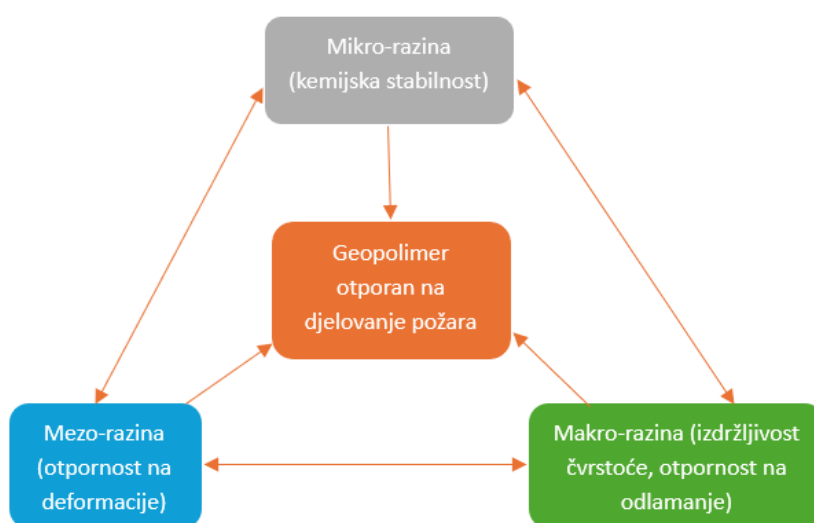 Mikro-razina
(kemijska stabilnost)
Geopolimer
otporan na
djelovanje požara
Mezo-razina
(otpornost na
deformacije)
Makro-razina (izdržljivost
čvrstoće, otpornost na
odlamanje)